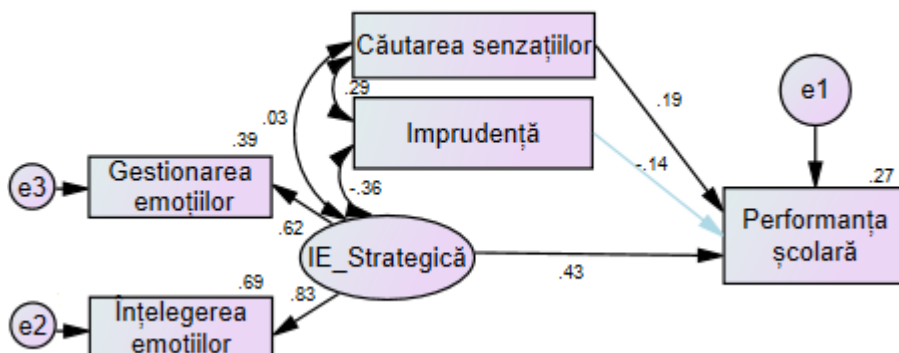 Căutarea senzațiilor
.29
.03
.19
e1
Imprudență
.39
-.14
.27
e3
Gestionarea
emoțiilor
-.36
.62
Performanța
școlară
IE_Strategică
.43
.69
.83
e2
Înțelegerea
emoțiilor